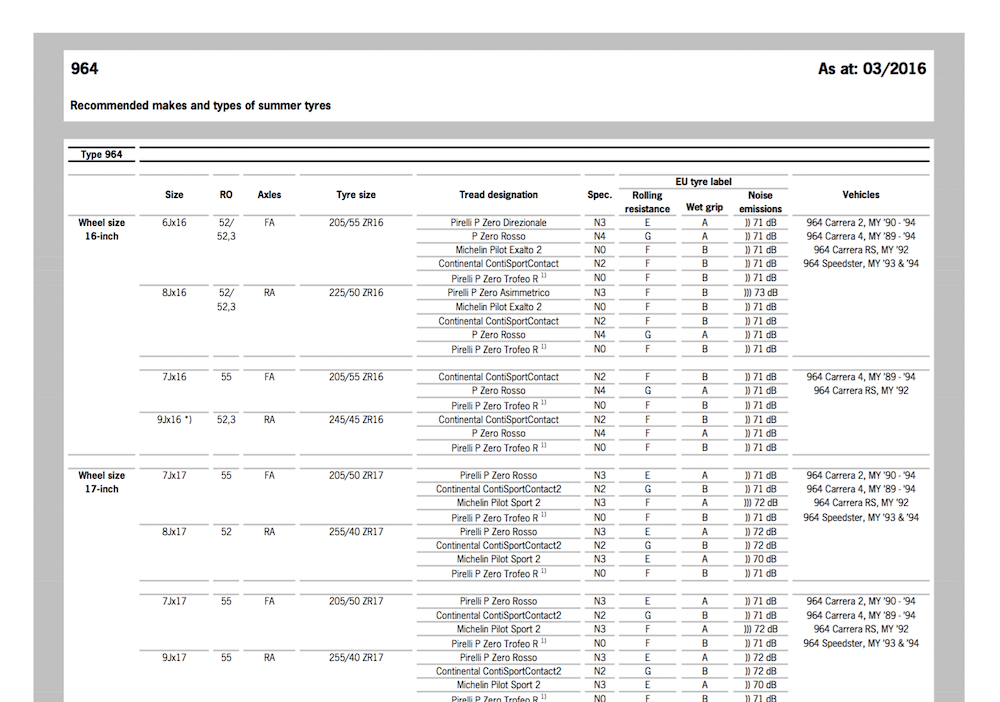 964 As at: 03/2016
Recommended makes and types of summer tyres
Type 964
EU tyre label
Size RO Axles Tyre size Tread designation Spec. Rolling resistance Wet grip Noise emissions Vehicles
Wheel size 6Jx16 52/ FA 205/55 ZR16 Pirelli P Zero Direzionale N3 E A )) 71 dB 964 Carrera 2, MY '90 - '94
16-inch 52,3 P Zero Rosso N4 G A )) 71 dB 964 Carrera 4, MY '89 - '94
Michelin Pilot Exalto 2 N0 F B )) 71 dB 964 Carrera RS, MY '92
Continental ContiSportContact N2 F B )) 71 dB 964 Speedster, MY '93 & '94
Pirelli P Zero Trofeo R 1) N0 F B )) 71 dB
8Jx16 52/ RA 225/50 ZR16 Pirelli P Zero Asimmetrico N3 F B ))) 73 dB
52,3 Michelin Pilot Exalto 2 N0 F B )) 71 dB
Continental ContiSportContact N2 F B )) 71 dB
P Zero Rosso N4 G A )) 71 dB
Pirelli P Zero Trofeo R 1) N0 F B )) 71 dB
7Jx16 55 FA 205/55 ZR16 Continental ContiSportContact N2 F B )) 71 dB 964 Carrera 4, MY '89 - '94
P Zero Rosso N4 G A )) 71 dB 964 Carrera RS, MY '92
Pirelli P Zero Trofeo R 1) N0 F B )) 71 dB
9Jx16 *) 52,3 RA 245/45 ZR16 Continental ContiSportContact N2 F B )) 71 dB
P Zero Rosso N4 F A )) 71 dB
Pirelli P Zero Trofeo R 1) N0 F B )) 71 dB
Wheel size 7Jx17 55 FA 205/50 ZR17 Pirelli P Zero Rosso N3 E A )) 71 dB 964 Carrera 2, MY '90 - '94
17-inch Continental ContiSportContact2 N2 G B )) 71 dB 964 Carrera 4, MY '89 - '94
Michelin Pilot Sport 2 N3 F A ))) 72 dB 964 Carrera RS, MY '92
Pirelli P Zero Trofeo R 1) N0 F B )) 71 dB 964 Speedster, MY '93 & '94
8Jx17 52 RA 255/40 ZR17 Pirelli P Zero Rosso N3 E A )) 72 dB
Continental ContiSportContact2 N2 G B )) 72 dB
Michelin Pilot Sport 2 N3 E A )) 70 dB
Pirelli P Zero Trofeo R 1) N0 F B )) 71 dB
7Jx17 55 FA 205/50 ZR17 Pirelli P Zero Rosso N3 E A )) 71 dB 964 Carrera 2, MY '90 - '94
Continental ContiSportContact2 N2 G B )) 71 dB 964 Carrera 4, MY '89 - '94
Michelin Pilot Sport 2 N3 F A ))) 72 dB 964 Carrera RS, MY '92
Pirelli P Zero Trofeo R 1) N0 F B )) 71 dB 964 Speedster, MY '93 & '94
9Jx17 55 RA 255/40 ZR17 Pirelli P Zero Rosso N3 E A )) 72 dB
Continental ContiSportContact2 N2 G B )) 72 dB
Michelin Pilot Sport 2 N3 E A )) 70 dB
Pirelli P Zero Trofeo R 1) N0 F B )) 71 dB